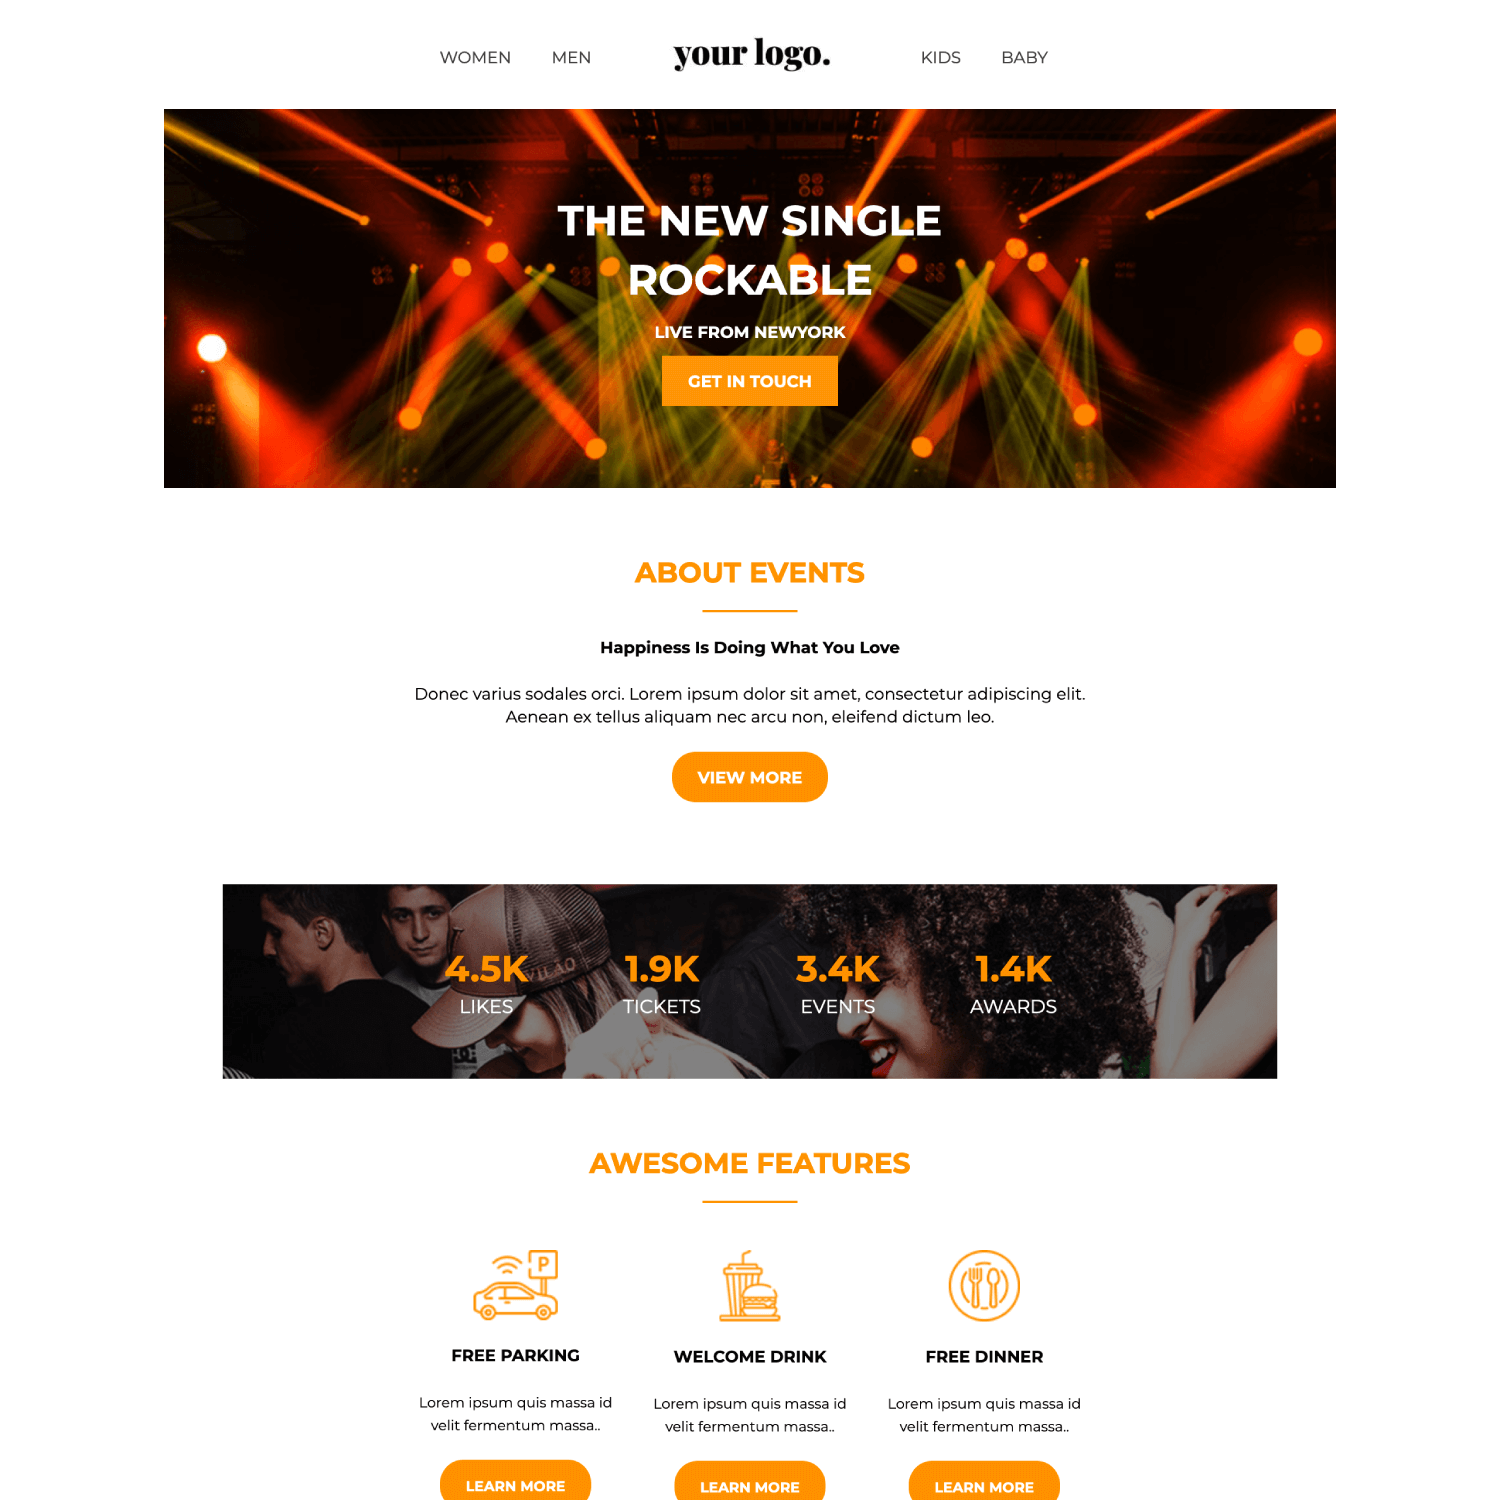 WOMEN MEN your logo. KIDS BABY
THE NEW SINGLE
ROCKABLE
LIVE FROM NEWYORK
GET IN TOUCH
ABOUT EVENTS
Happiness Is Doing What You Love
Donec varius sodales orci. Lorem ipsum dolor sit amet, consectetur adipiscing elit.
Aenean ex tellus aliquam nec arcu non, eleifend dictum leo.
VIEW MORE
4.5K 1.9K 3.4K 1.4K
LIKES TICKETS EVENTS AWARDS
AWESOME FEATURES
P
FREE PARKING
Lorem ipsum quis massa id
velit fermentum massa..
LEARN MORE
WELCOME DRINK
Lorem ipsum quis massa id
velit fermentum massa..
LEARN MORE
FREE DINNER
Lorem ipsum quis massa id
velit fermentum massa..
LEARN MORE